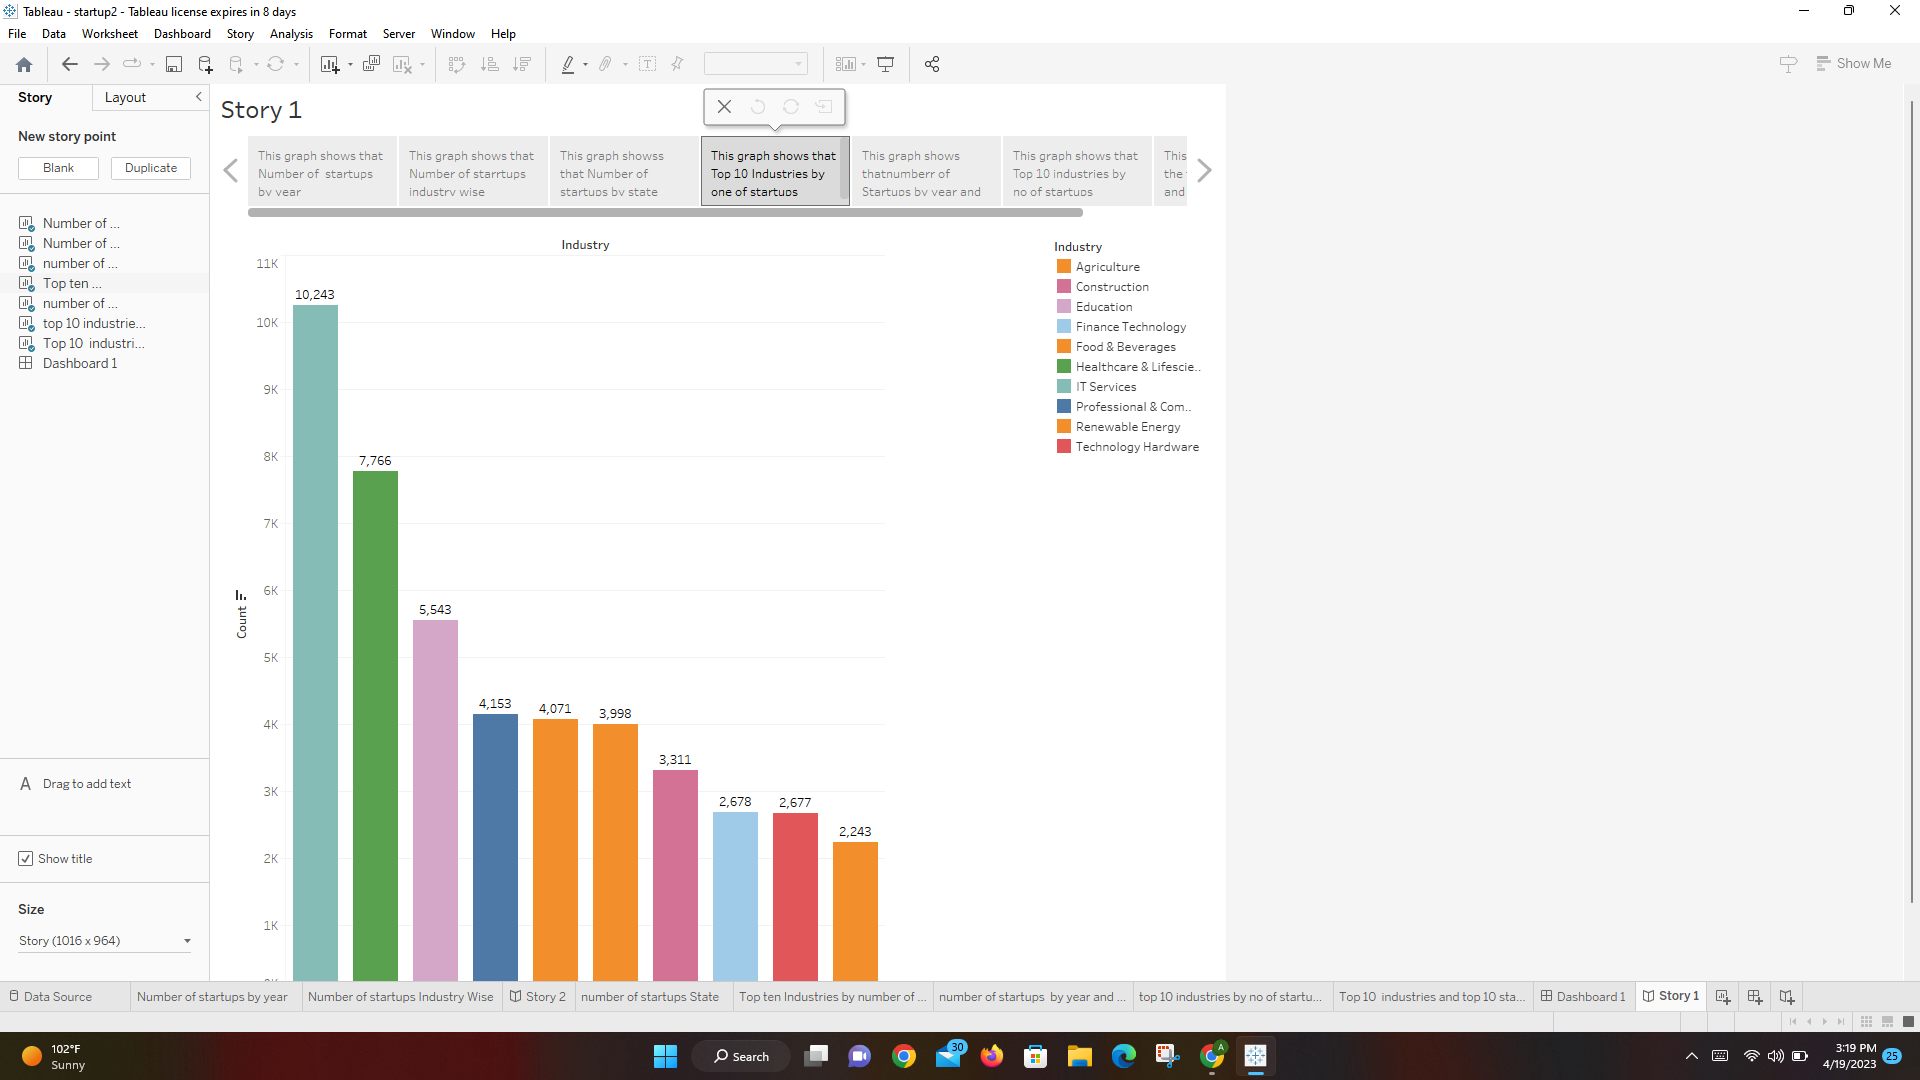 Tableau - startup2 - Tableau license expires in 8 days
File Data Worksheet Dashboard Story Analysis Format Server Window Help
Show Me
Story Layout
New story point
Blank Duplicate
Number of ...
Number of ...
number of ...
Top ten ...
number of ...
top 10 industrie...
Top 10 industri...
Dashboard 1
A Drag to add text
Show title
Size
Story (1016 x 964)
Story 1
This graph shows that
Number of startups
by year
This graph shows that
Number of starrtups
industry wise
This graph showss
that Number of
startups by state
This graph shows that
Top 10 Industries by
one of startups
This graph shows
thatnumberr of
Startups by year and
This graph shows that
Top 10 industries by
no of startups
This
the
and
Industry
Count
11K
10K
9K
8K
7K
6K
5K
4K
3K
2K
1K
10,243
7,766
5,543
4,153
4,071
3,998
3,311
2,678
2,677
2,243
Industry
Agriculture
Construction
Education
Finance Technology
Food & Beverages
Healthcare & Lifescie..
IT Services
Professional & Com..
Renewable Energy
Technology Hardware
Data Source Number of startups by year Number of startups Industry Wise Story 2 number startups State Top ten Industries by number of ... number of startups by year and ... top 10 industries by no of startu... Top 10 industries and top 10 sta... Dashboard 1 Story 1
102°F
Sunny
Search
30
A
3:19 PM
4/19/2023
25